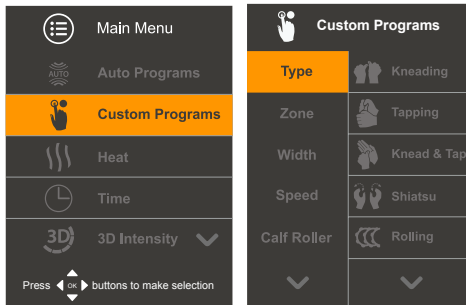 Main Menu
AUTO
Auto Programs
Custom Programs
Heat
Time
3D
3D Intensity
Press OK buttons to make selection
Custom Programs
Type
Kneading
Zone
Tapping
Width
Knead & Tap
Speed
Shiatsu
Calf Roller
Rolling